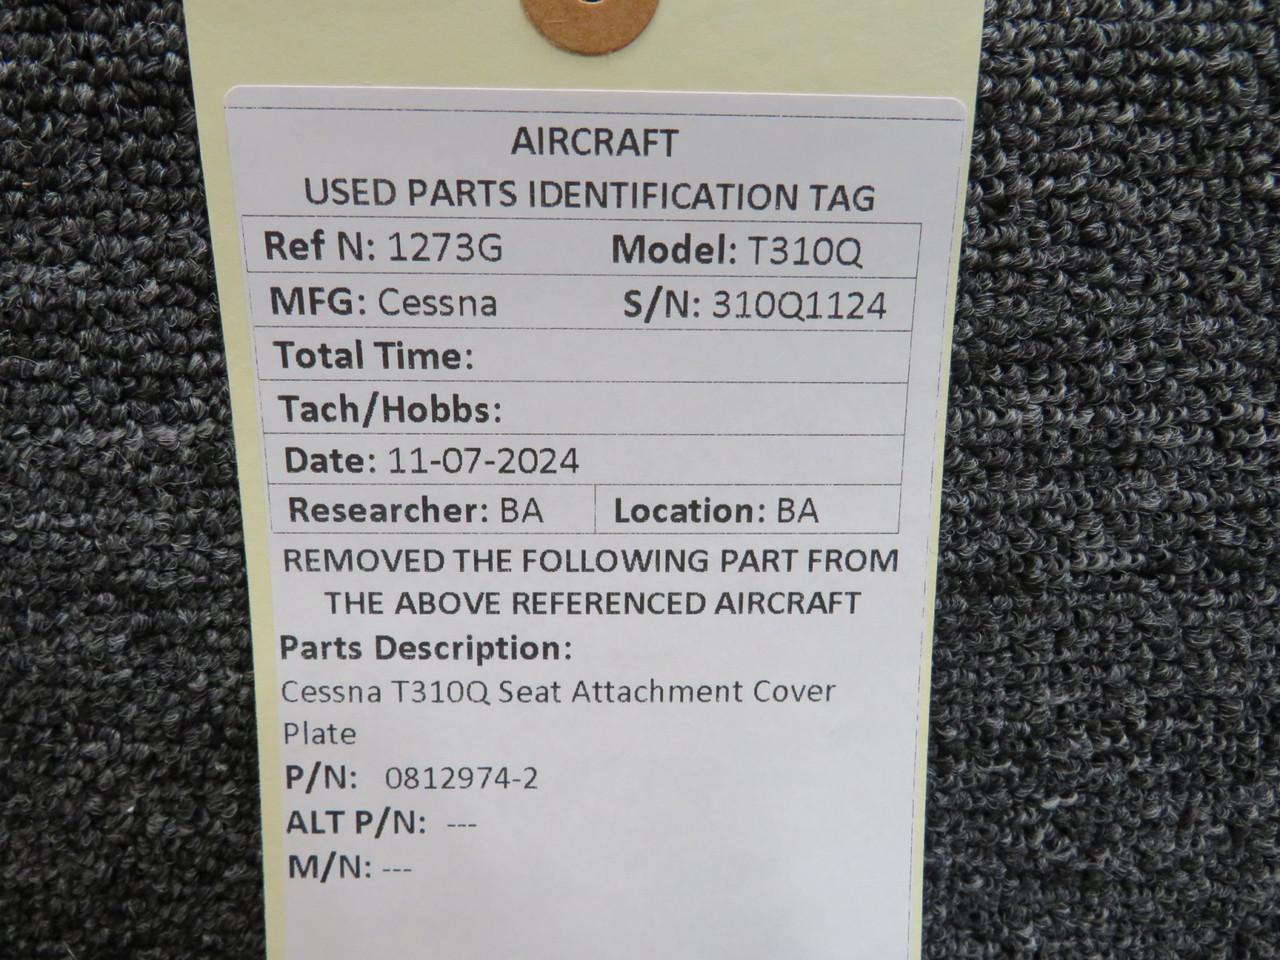 AIRCRAFT
USED PARTS IDENTIFICATION TAG
Ref N: 1273G Model: T310Q
MFG: Cessna S/N: 310Q1124
Total Time:
Tach/Hobbs:
Date: 11-07-2024
Researcher: BA Location: BA
REMOVED THE FOLLOWING PART FROM
THE ABOVE REFERENCED AIRCRAFT
Parts Description:
Cessna T310Q Seat Attachment Cover
Plate
P/N: 0812974-2
ALT P/N: ---
M/N: ---